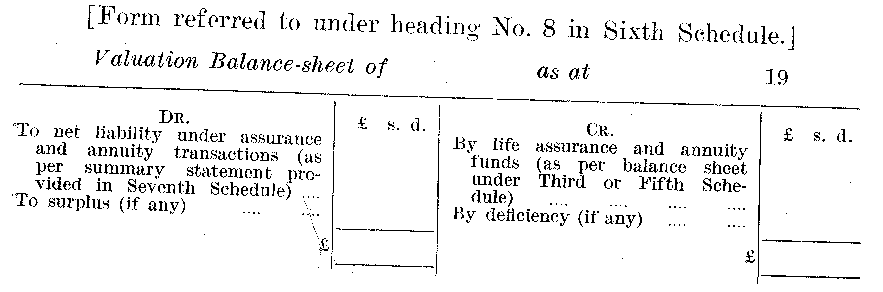 [Form referred to under heading No. 8 in Sixth Schedule.]
Valuation Balance-sheet of as at 19
DR.
£ s. d.
To net liability under assurance
and annuity transactions (as
per summary statement pro-
vided in Seventh Schedule) ....
To surplus (if any) .... ....
£
CR.
£ s. d.
By life assurance and annuity
funds (as per balance sheet
under Third or Fifth Sche-
dule) .... .... .... ....
By deficiency (if any) .... ....
£